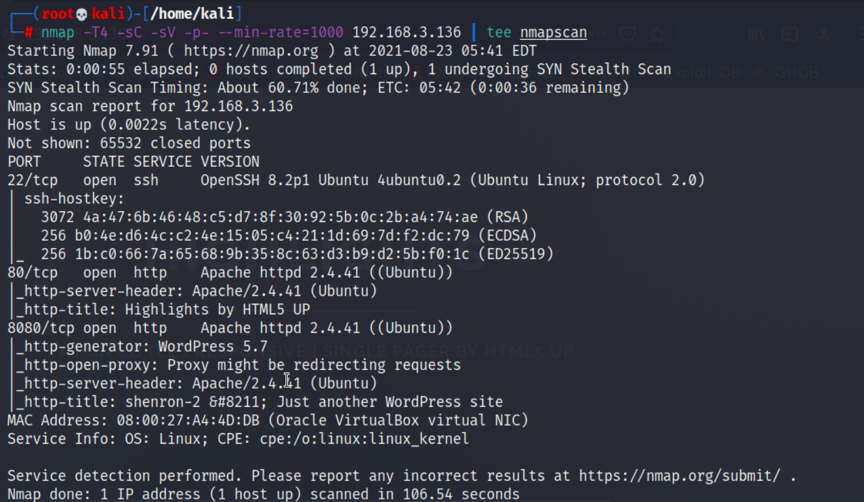 (root💀kali)-[/home/kali]
# nmap -T4 -sC -sV -p- --min-rate=1000 192.168.3.136 | tee nmapscan
Starting Nmap 7.91 ( https://nmap.org ) at 2021-08-23 05:41 EDT
Stats: 0:00:55 elapsed; 0 hosts completed (1 up), 1 undergoing SYN Stealth Scan
SYN Stealth Scan Timing: About 60.71% done; ETC: 05:42 (0:00:36 remaining)
Nmap scan report for 192.168.3.136
Host is up (0.0022s latency).
Not shown: 65532 closed ports
PORT     STATE SERVICE VERSION
22/tcp   open  ssh     OpenSSH 8.2p1 Ubuntu 4ubuntu0.2 (Ubuntu Linux; protocol 2.0)
| ssh-hostkey:
|   3072 4a:47:6b:46:48:c5:d7:8f:30:92:5b:0c:2b:a4:74:ae (RSA)
|   256 b0:4e:d6:4c:c2:4e:15:05:c4:21:1d:69:7d:f2:dc:79 (ECDSA)
|_  256 1b:c0:66:7a:65:68:9b:35:8c:63:d3:b9:d2:5b:f0:1c (ED25519)
80/tcp   open  http    Apache httpd 2.4.41 ((Ubuntu))
|_http-server-header: Apache/2.4.41 (Ubuntu)
|_http-title: Highlights by HTML5 UP
8080/tcp open  http    Apache httpd 2.4.41 ((Ubuntu))
|_http-generator: WordPress 5.7
|_http-open-proxy: Proxy might be redirecting requests
|_http-server-header: Apache/2.4.41 (Ubuntu)
|_http-title: shenron-2 &#8211; Just another WordPress site
MAC Address: 08:00:27:A4:4D:DB (Oracle VirtualBox virtual NIC)
Service Info: OS: Linux; CPE: cpe:/o:linux:linux_kernel
Service detection performed. Please report any incorrect results at https://nmap.org/submit/ .
Nmap done: 1 IP address (1 host up) scanned in 106.54 seconds